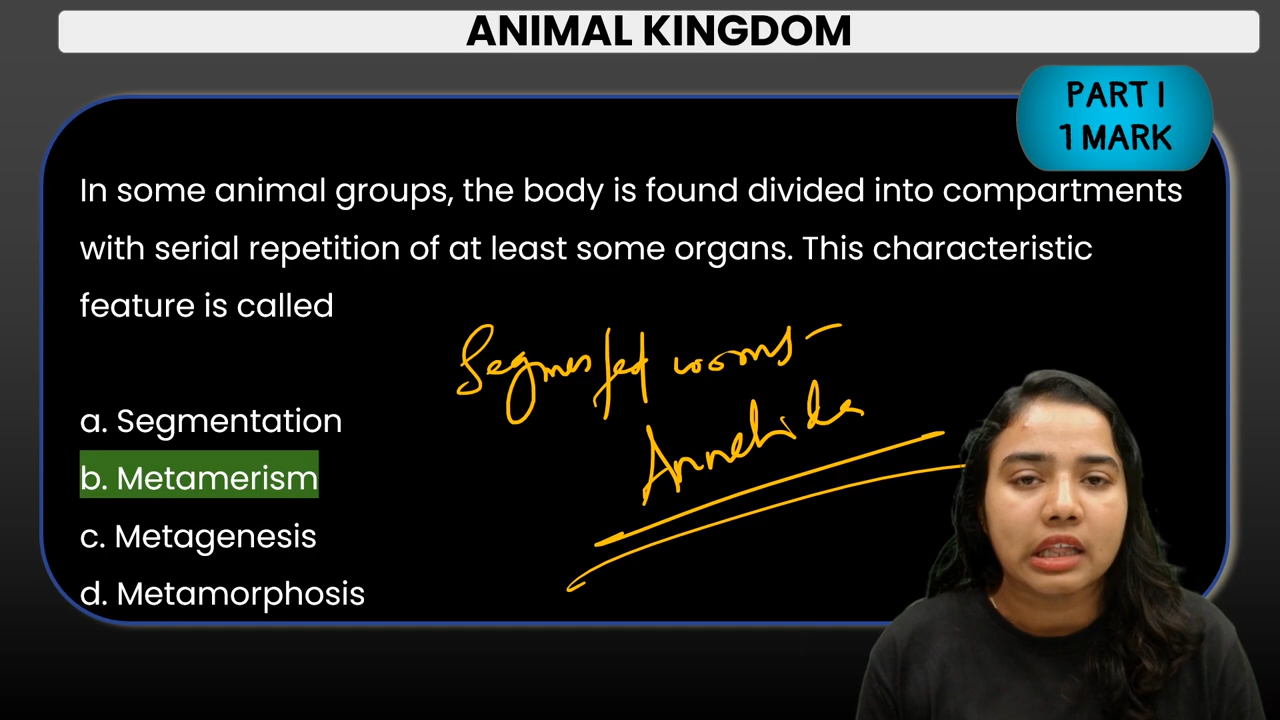 ANIMAL KINGDOM
PART I
1 MARK
In some animal groups, the body is found divided into compartments
with serial repetition of at least some organs. This characteristic
feature is called
Segmented worms -
Annelida
a. Segmentation
b. Metamerism
c. Metagenesis
d. Metamorphosis